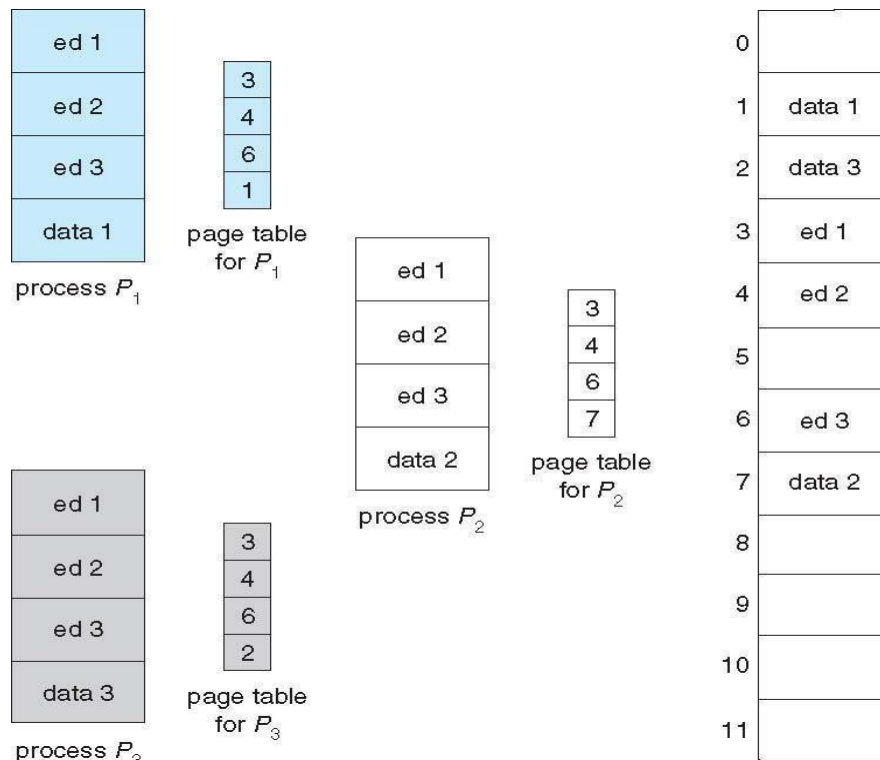 ed 1
ed 2
ed 3
data 1
process P1
3
4
6
1
page table
for P1
ed 1
ed 2
ed 3
data 2
process P2
3
4
6
7
page table
for P2
ed 1
ed 2
ed 3
data 3
process P3
3
4
6
2
page table
for P3
0
1 data 1
2 data 3
3 ed 1
4 ed 2
5
6 ed 3
7 data 2
8
9
10
11